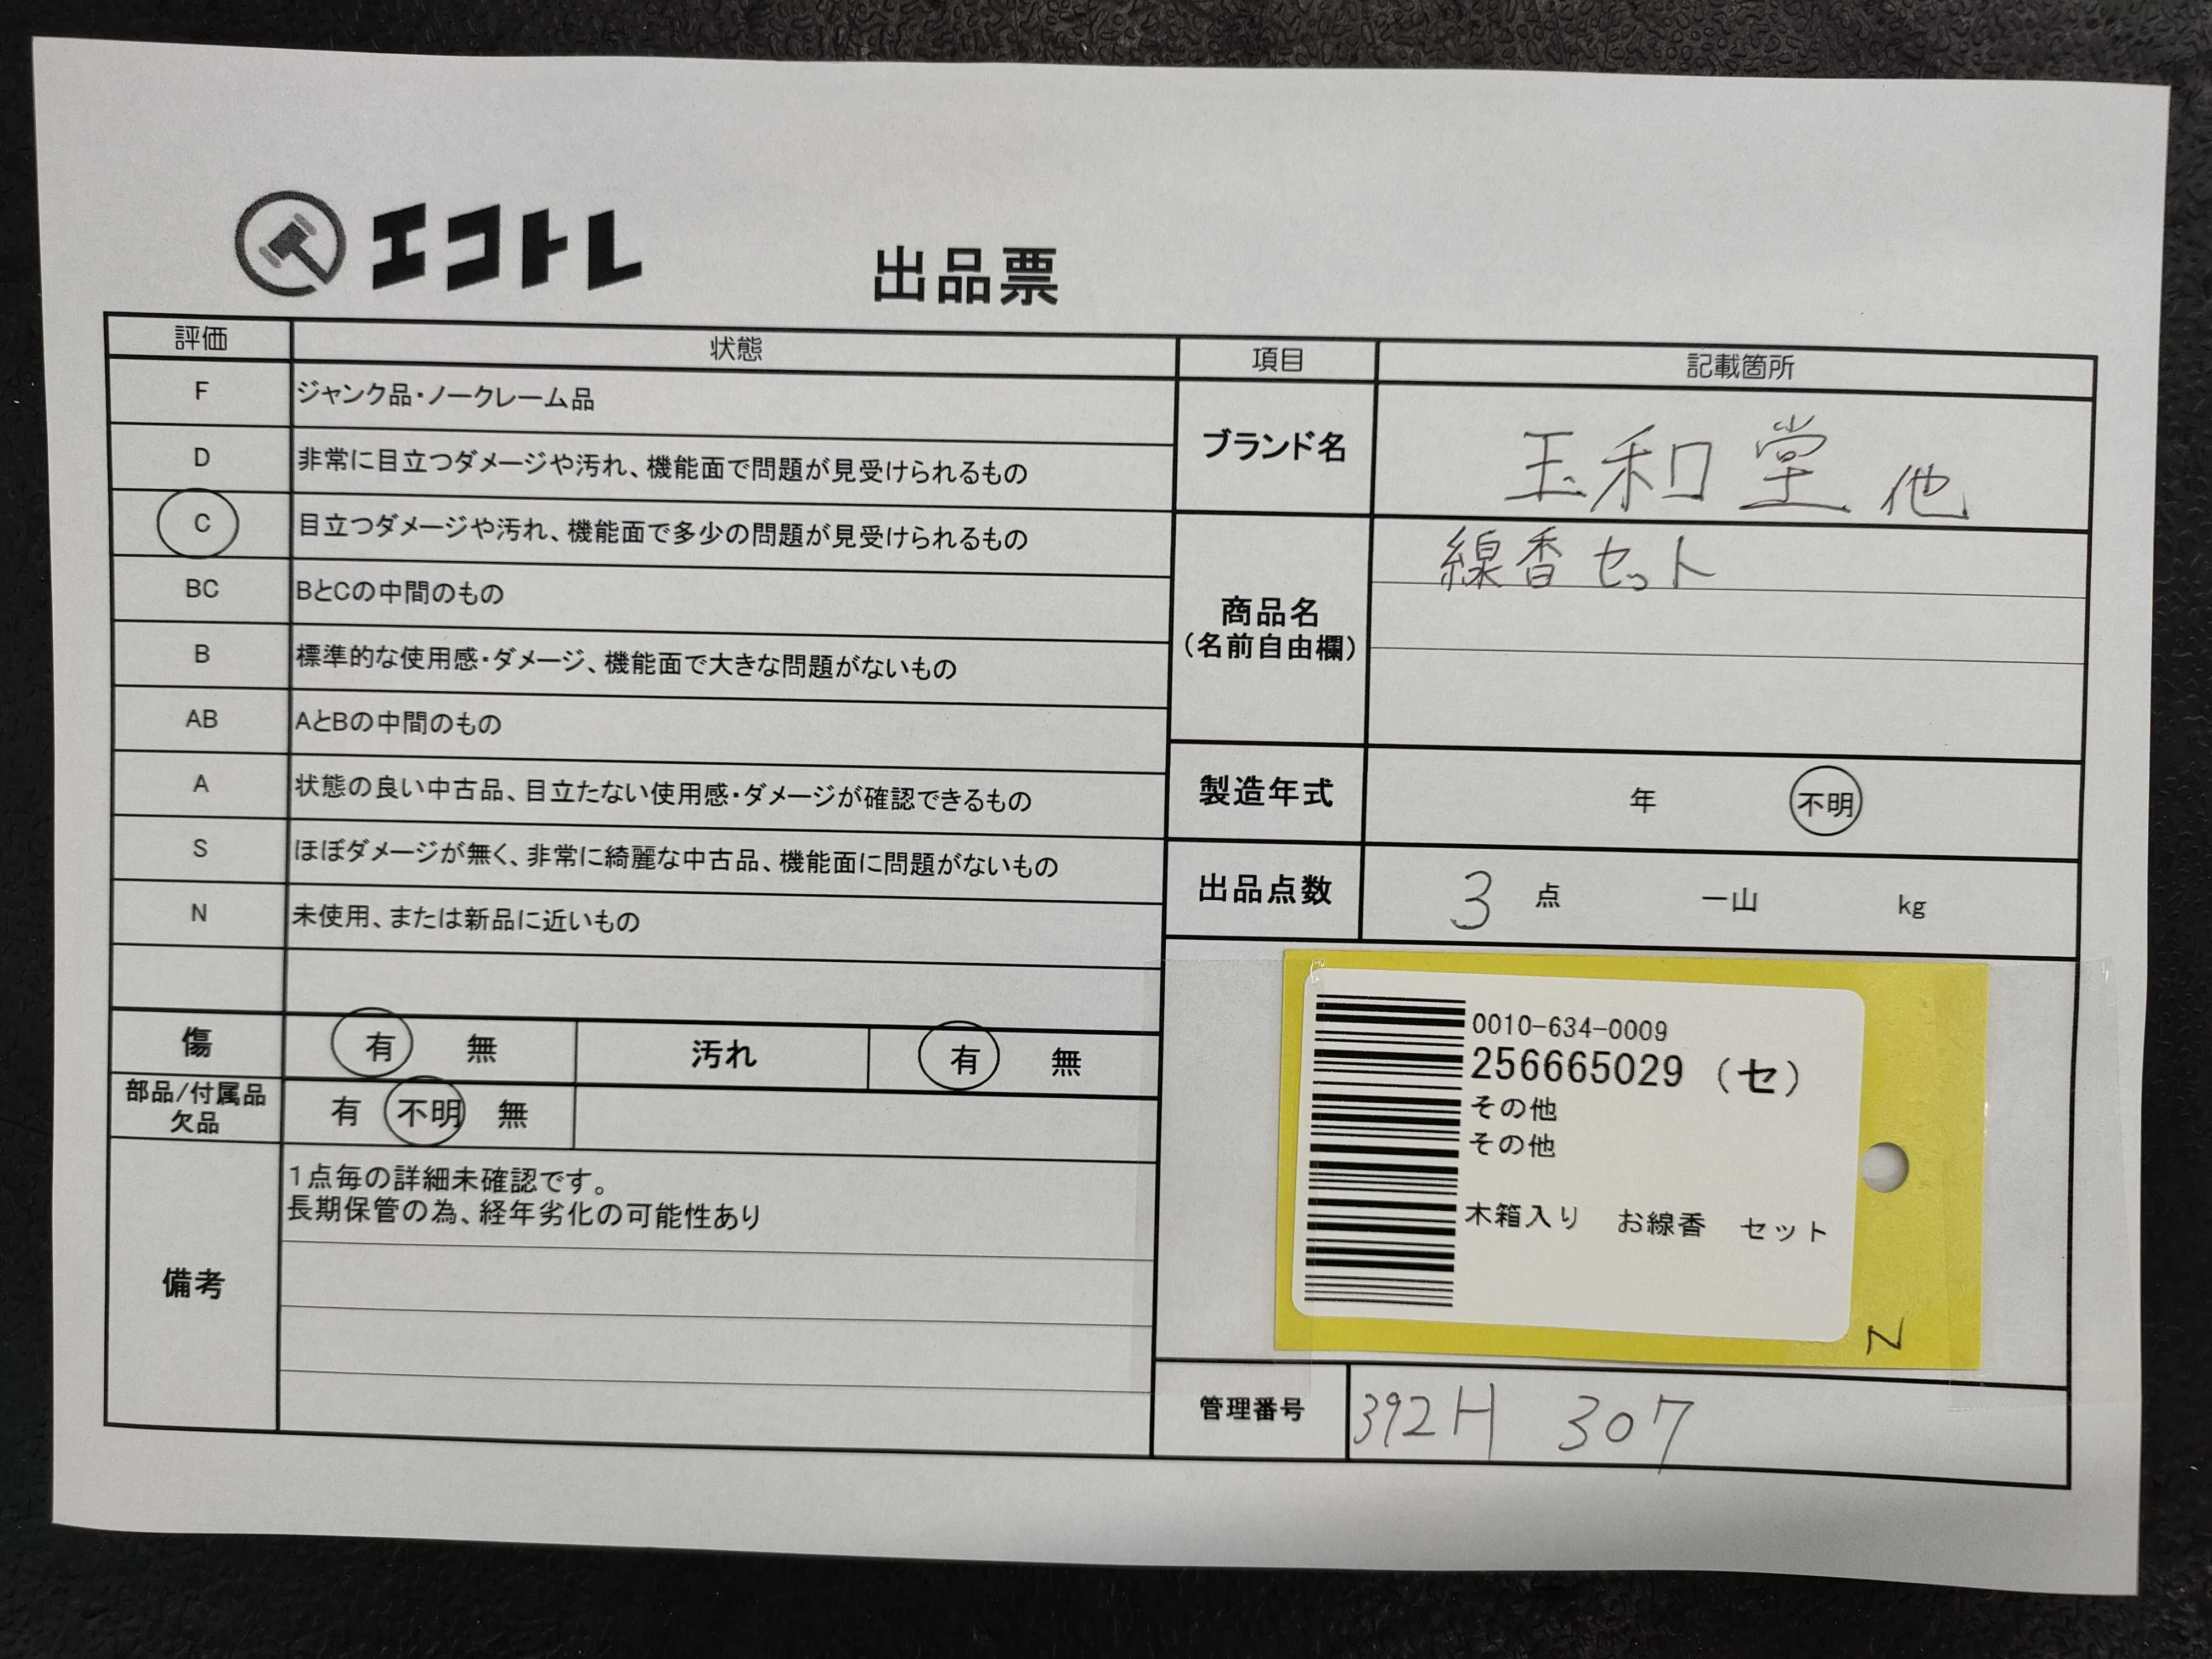 エコトレ
出品票
評価 状態
F ジャンク品・ノークレーム品
D 非常に目立つダメージや汚れ、機能面で問題が見受けられるもの
C 目立つダメージや汚れ、機能面で多少の問題が見受けられるもの
BC BとCの中間のもの
B 標準的な使用感・ダメージ、機能面で大きな問題がないもの
AB AとBの中間のもの
A 状態の良い中古品、目立たない使用感・ダメージが確認できるもの
S ほぼダメージが無く、非常に綺麗な中古品、機能面に問題がないもの
N 未使用、または新品に近いもの
傷 有 無 汚れ 有 無
部品/付属品
欠品
有 不明 無
備考
1点毎の詳細未確認です。
長期保管の為、経年劣化の可能性あり
項目 記載箇所
ブランド名 玉和堂 他
商品名
(名前自由欄)
線香セット
製造年式 年 不明
出品点数 3 点 一山 kg
0010-634-0009
256665029 (セ)
その他
その他
木箱入り お線香 セット
N
管理番号 392H 307